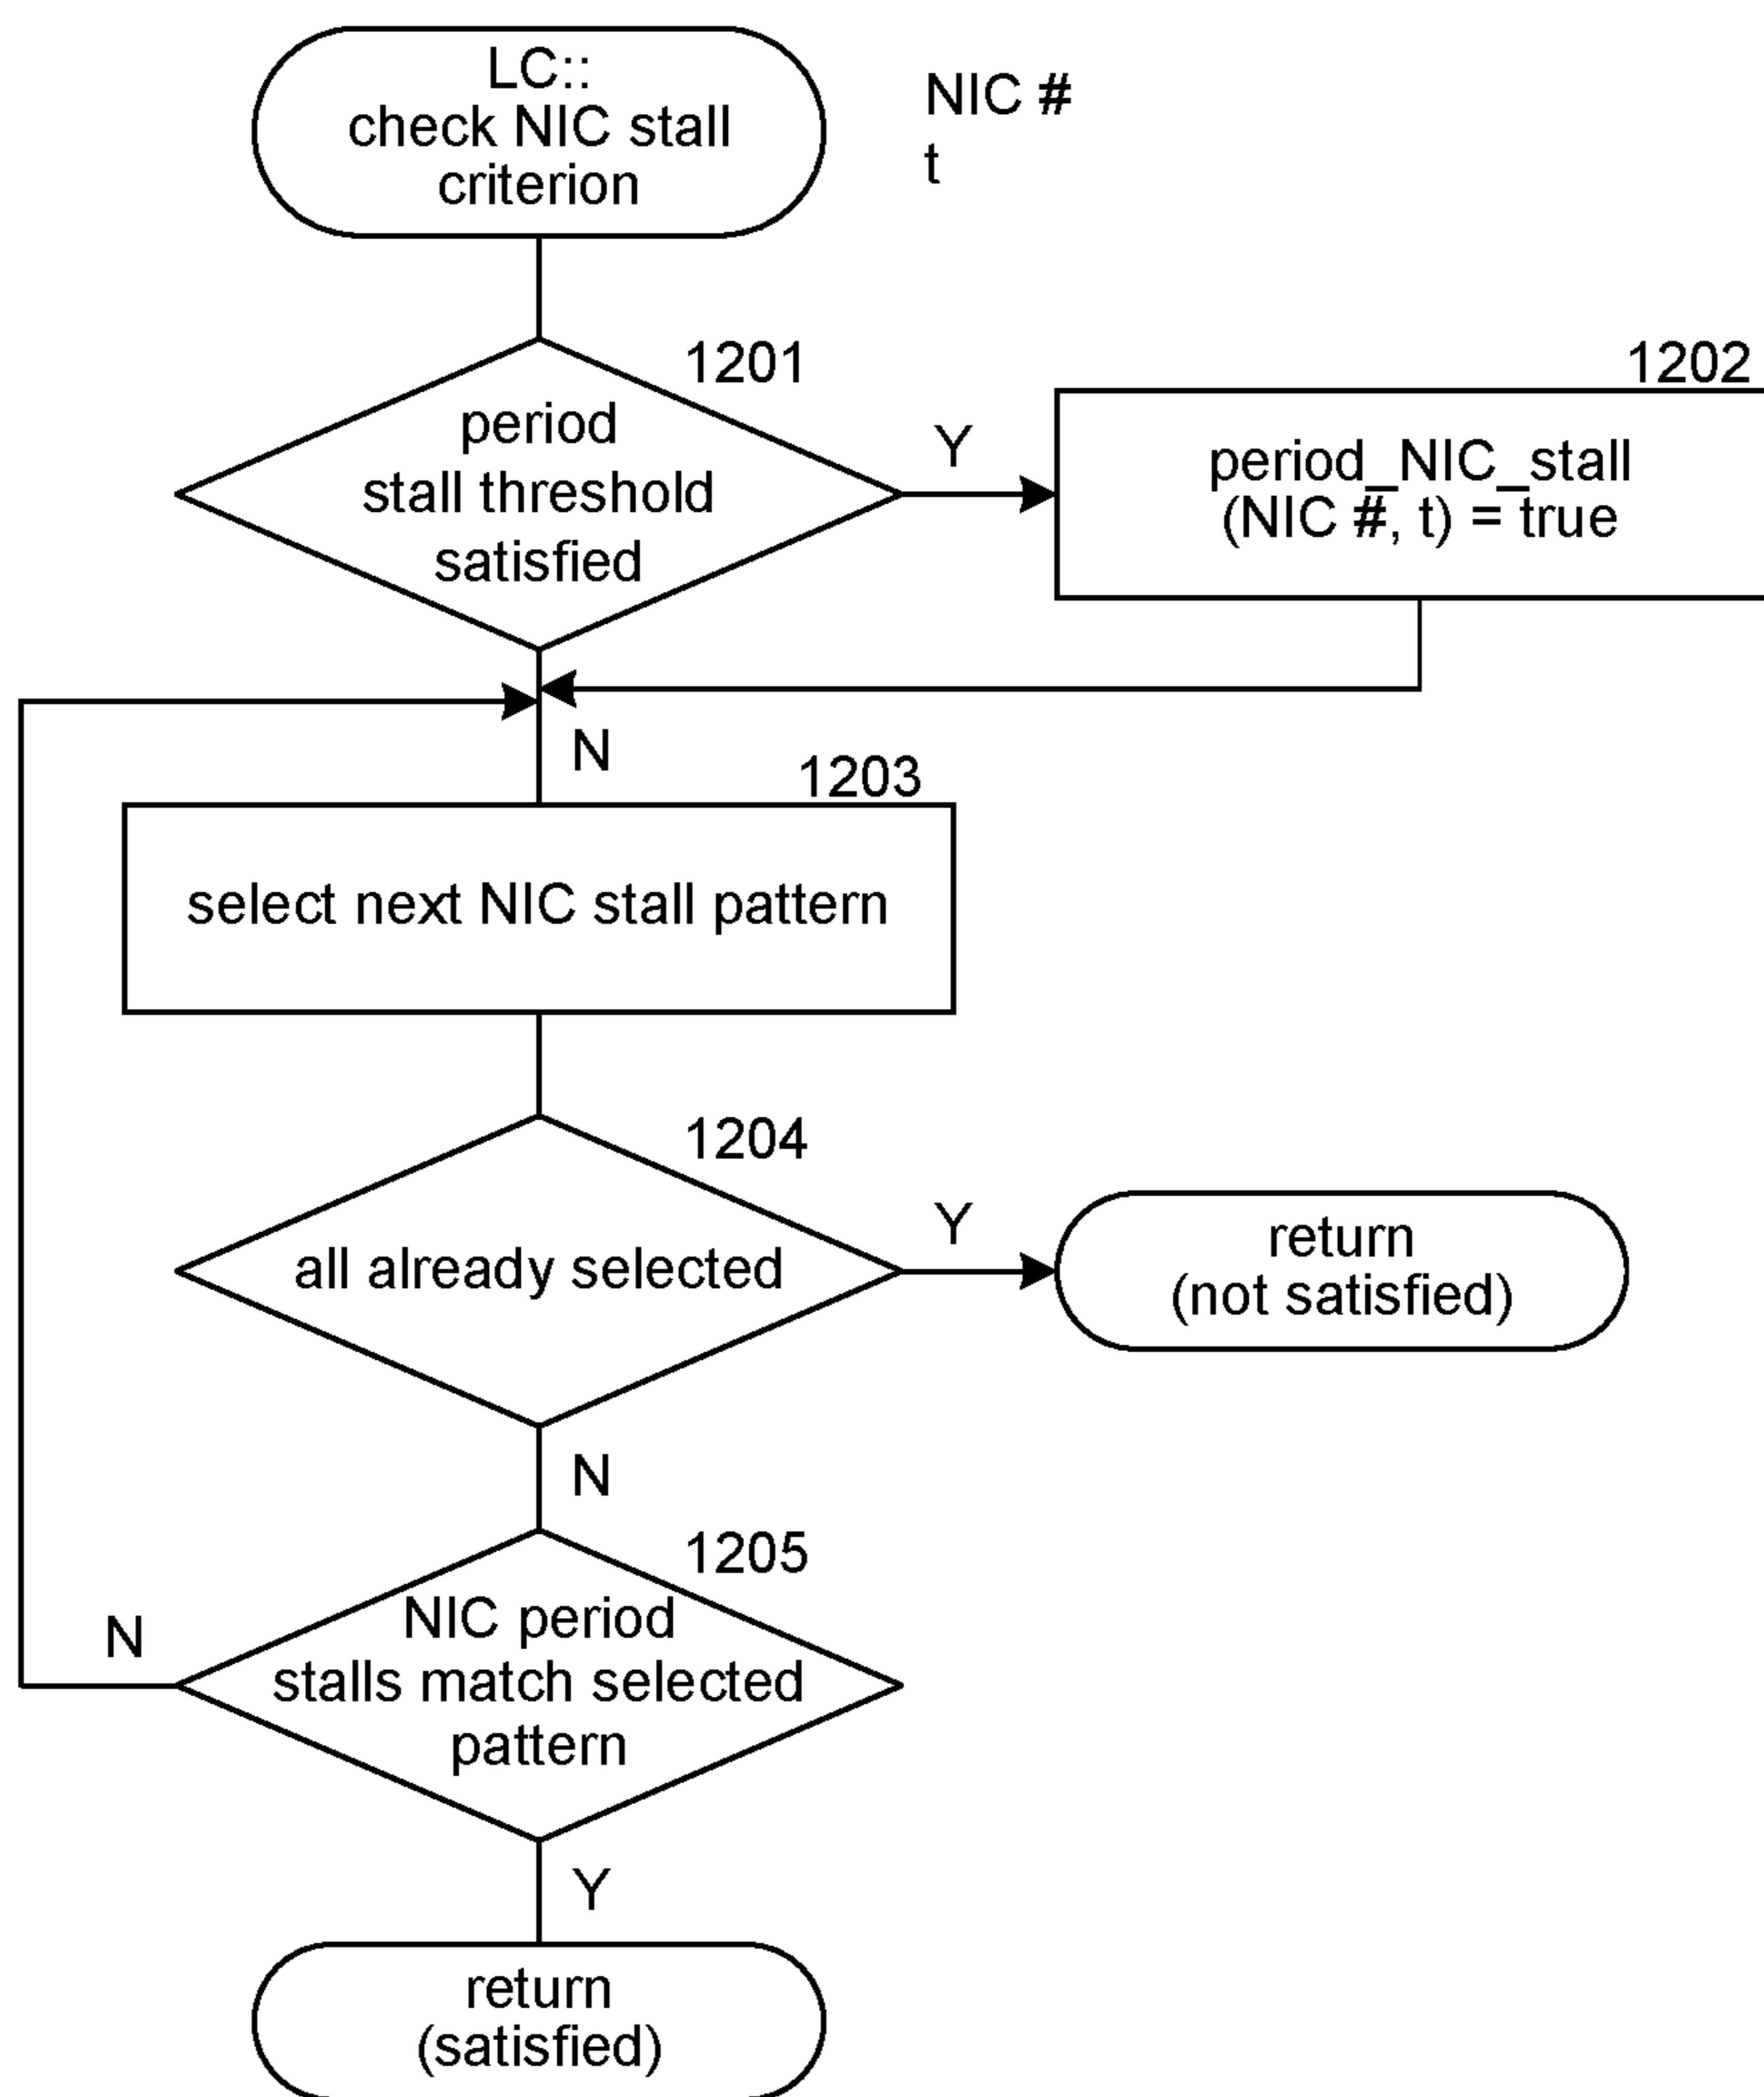 LC::
check NIC stall
criterion
NIC #
t
1201
period
stall threshold
satisfied
Y
1202
period_NIC_stall
(NIC #, t) = true
N
1203
select next NIC stall pattern
1204
all already selected
Y
return
(not satisfied)
N
1205
NIC period
stalls match selected
pattern
N
Y
return
(satisfied)